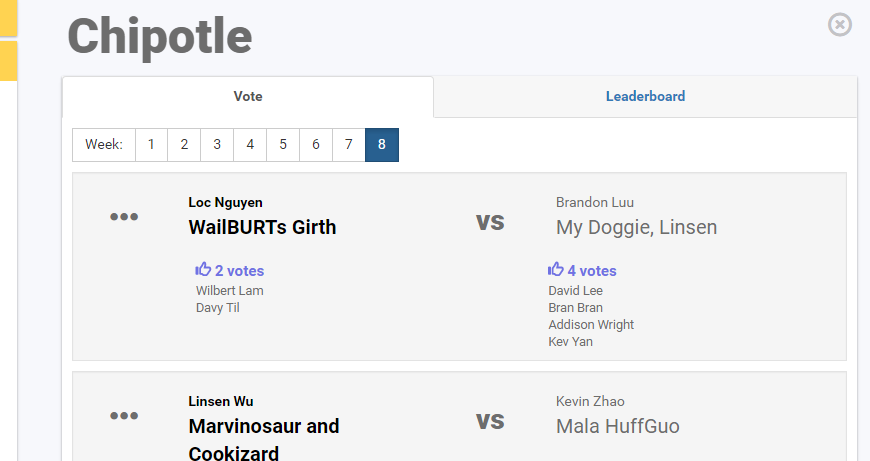 Chipotle
Vote
Leaderboard
Week: 1 2 3 4 5 6 7 8
Loc Nguyen
WailBURTs Girth
vs
Brandon Luu
My Doggie, Linsen
2 votes
Wilbert Lam
Davy Til
4 votes
David Lee
Bran Bran
Addison Wright
Kev Yan
Linsen Wu
Marvinosaur and
Cookizard
vs
Kevin Zhao
Mala HuffGuo